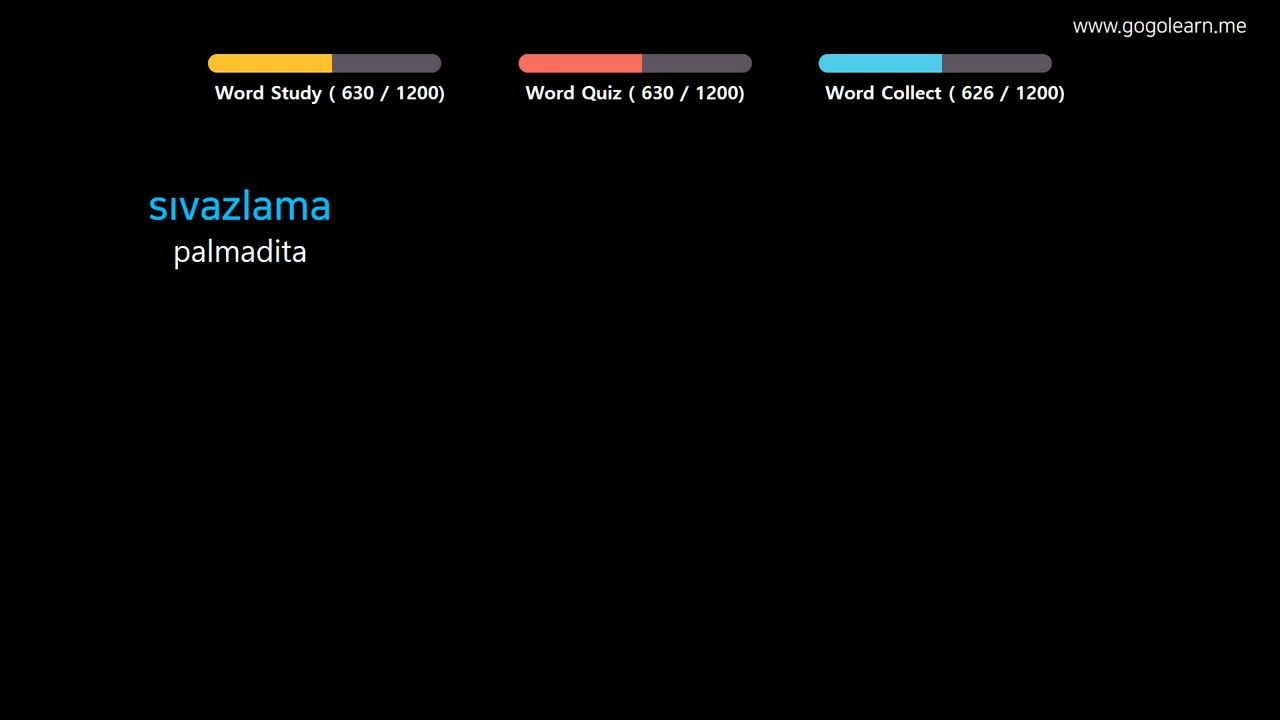 www.gogolearn.me
Word Study ( 630 / 1200)
Word Quiz ( 630 / 1200)
Word Collect ( 626 / 1200)
sıvazlama
palmadita